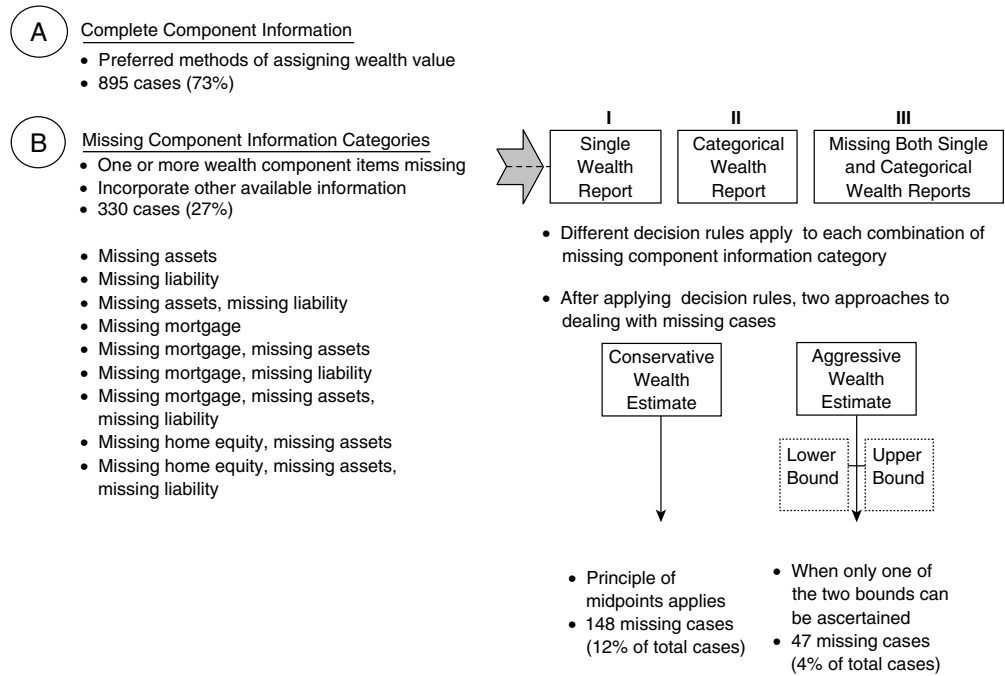 A
Complete Component Information
• Preferred methods of assigning wealth value
• 895 cases (73%)
B
Missing Component Information Categories
• One or more wealth component items missing
• Incorporate other available information
• 330 cases (27%)
• Missing assets
• Missing liability
• Missing assets, missing liability
• Missing mortgage
• Missing mortgage, missing assets
• Missing mortgage, missing liability
• Missing mortgage, missing assets,
missing liability
• Missing home equity, missing assets
• Missing home equity, missing assets,
missing liability
I
Single
Wealth
Report
II
Categorical
Wealth
Report
III
Missing Both Single
and Categorical
Wealth Reports
• Different decision rules apply to each combination of
missing component information category
• After applying decision rules, two approaches to
dealing with missing cases
Conservative
Wealth
Estimate
Aggressive
Wealth
Estimate
Lower
Bound
Upper
Bound
• Principle of
midpoints applies
• 148 missing cases
(12% of total cases)
• When only one of
the two bounds can
be ascertained
• 47 missing cases
(4% of total cases)